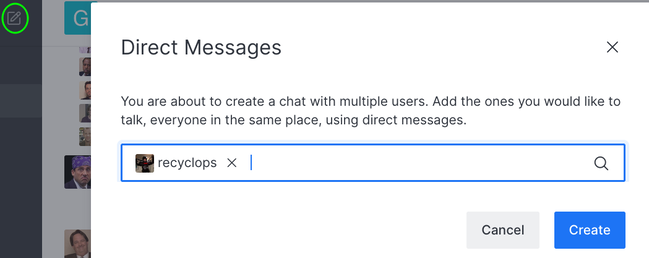 G
Direct Messages
You are about to create a chat with multiple users. Add the ones you would like to
talk, everyone in the same place, using direct messages.
recyclops
Cancel Create